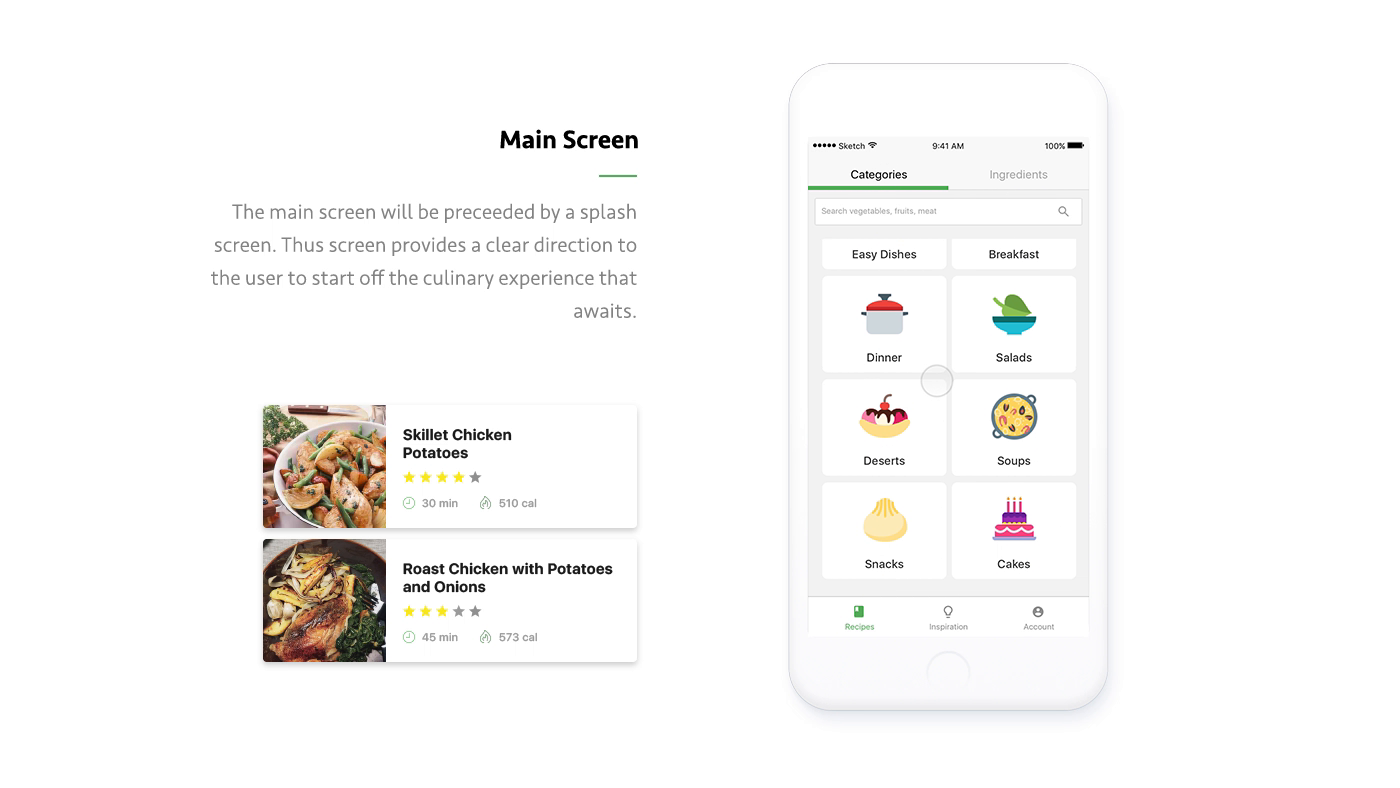 Main Screen
The main screen will be preceeded by a splash
screen. Thus screen provides a clear direction to
the user to start off the culinary experience that
awaits.
Skillet Chicken
Potatoes
30 min 510 cal
Roast Chicken with Potatoes
and Onions
45 min 573 cal
Sketch 9:41 AM 100%
Categories Ingredients
Search vegetables, fruits, meat
Easy Dishes Breakfast
Dinner Salads
Deserts Soups
Snacks Cakes
Recipes Inspiration Account